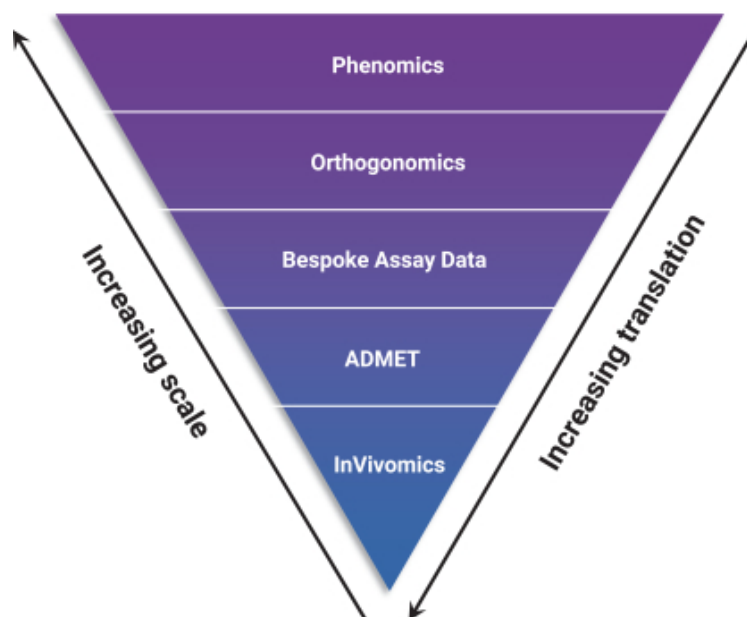 Phenomics
Orthogonomics
Bespoke Assay Data
ADMET
InVivomics
Increasing scale
Increasing translation